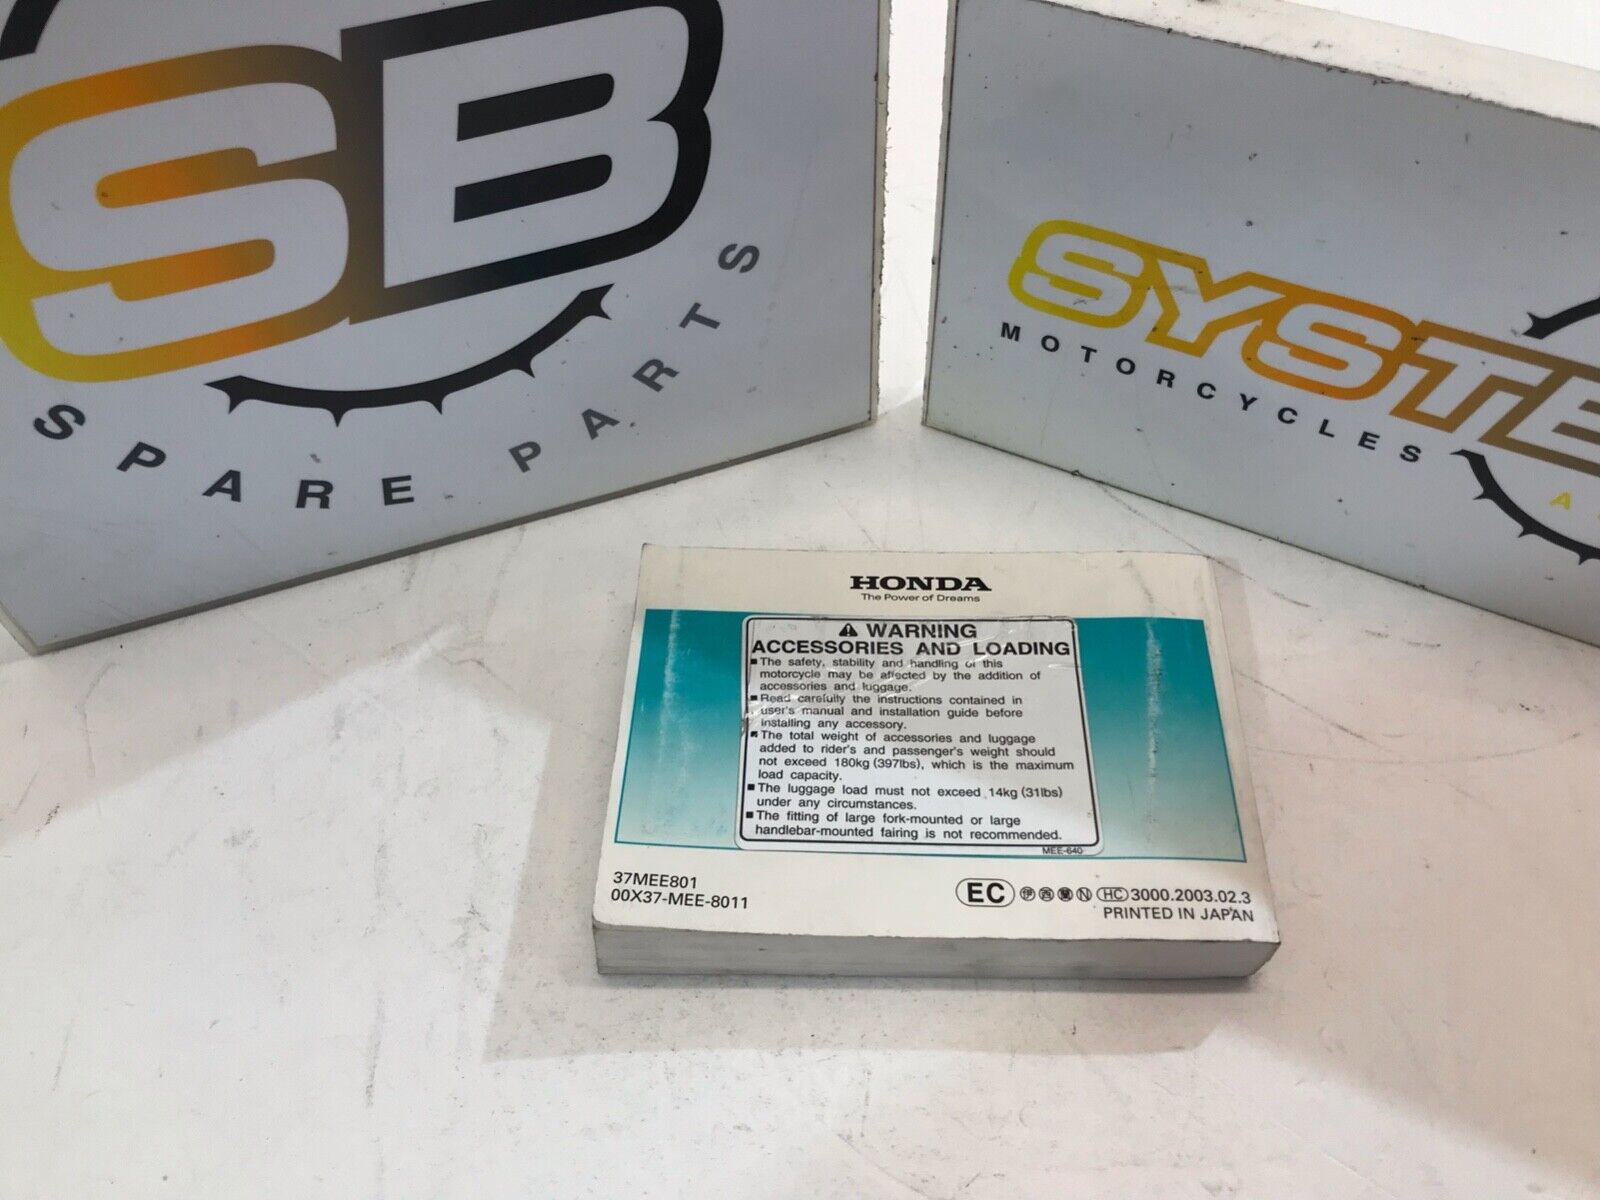 SB
SPARE PARTS
SYSTE
MOTORCYCLES
A
HONDA
The Power of Dreams
⚠ WARNING
ACCESSORIES AND LOADING
■ The safety, stability and handling of this
motorcycle may be affected by the addition of
accessories and luggage.
■ Read carefully the instructions contained in
user's manual and installation guide before
installing any accessory.
■ The total weight of accessories and luggage
added to rider's and passenger's weight should
not exceed 180kg (397lbs), which is the maximum
load capacity.
■ The luggage load must not exceed 14kg (31lbs)
under any circumstances.
■ The fitting of large fork-mounted or large
handlebar-mounted fairing is not recommended.
MEE-640
37MEE801
00X37-MEE-8011
EC 伊西蘭N HC 3000.2003.02.3
PRINTED IN JAPAN